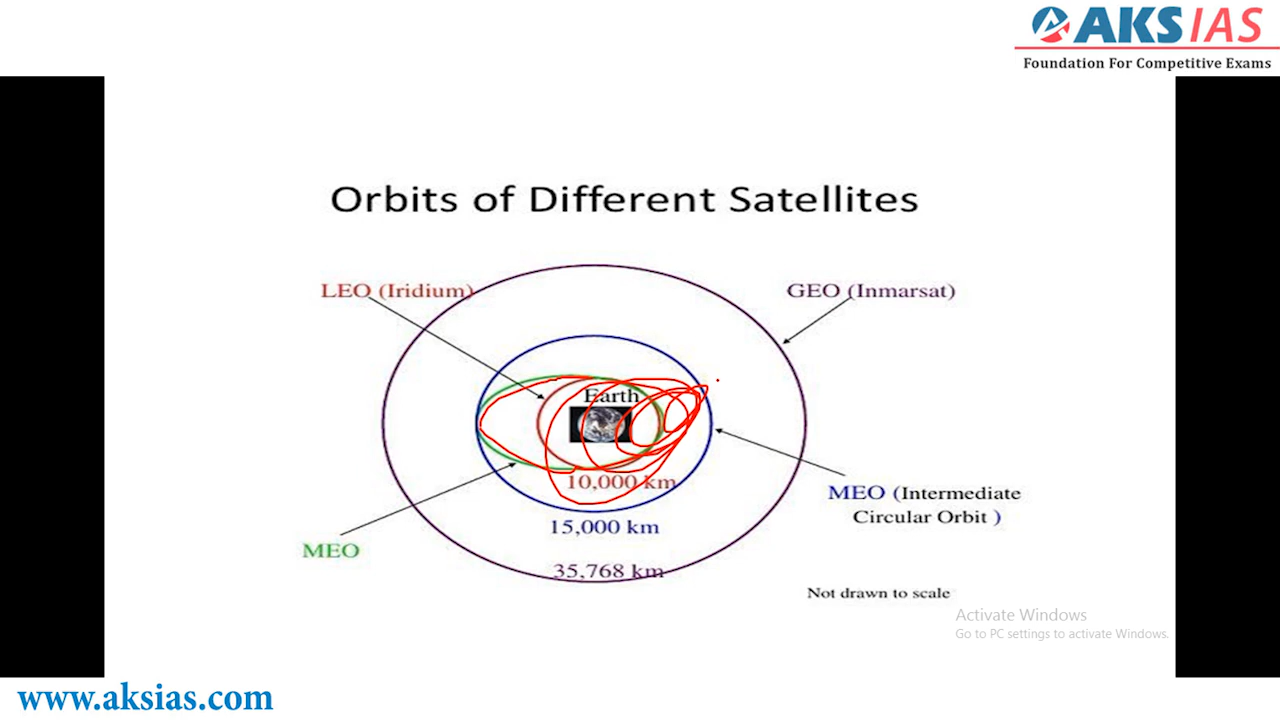 AKS IAS
Foundation For Competitive Exams
Orbits of Different Satellites
LEO (Iridium)
GEO (Inmarsat)
Earth
10,000 km
MEO (Intermediate
Circular Orbit )
15,000 km
MEO
35,768 km
Not drawn to scale
Activate Windows
Go to PC settings to activate Windows.
www.aksias.com